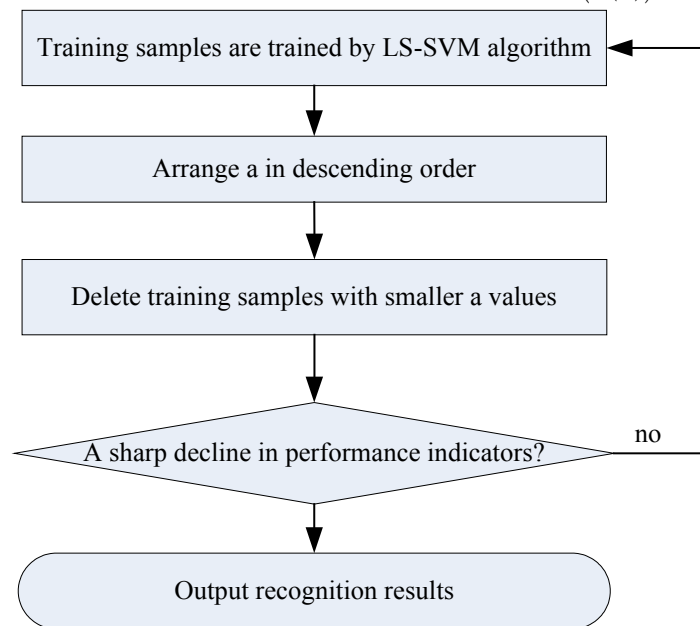 Training samples are trained by LS-SVM algorithm
Arrange a in descending order
Delete training samples with smaller a values
A sharp decline in performance indicators?
no
Output recognition results